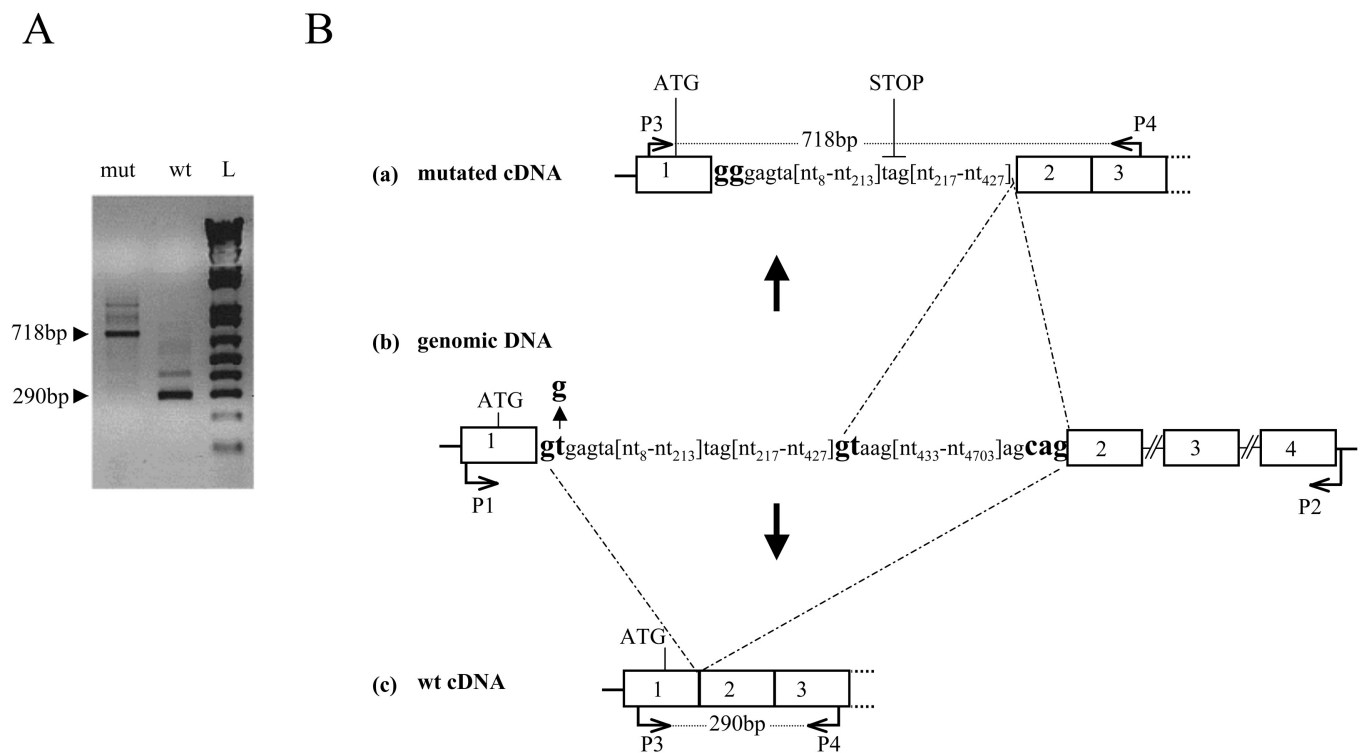 A
B
mut wt L
718bp
290bp
ATG STOP
P3 718bp P4
(a) mutated cDNA 1 gggagta[nt8-nt213]tag[nt217-nt427] 2 3
(b) genomic DNA
g
ATG
1 gtgagta[nt8-nt213]tag[nt217-nt427]gtaag[nt433-nt4703]agcag 2 3 4
P1 P2
ATG
(c) wt cDNA 1 2 3
P3 290bp P4